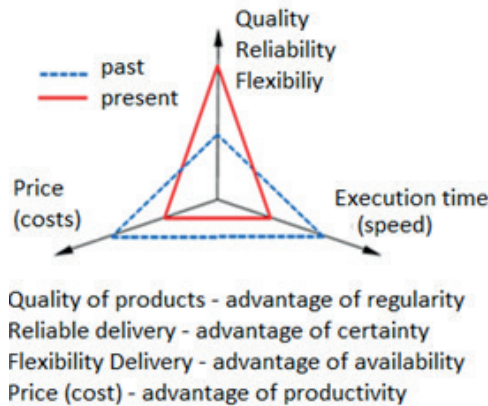 Quality
Reliability
Flexibiliy
past
present
Price
(costs)
Execution time
(speed)
Quality of products - advantage of regularity
Reliable delivery - advantage of certainty
Flexibility Delivery - advantage of availability
Price (cost) - advantage of productivity